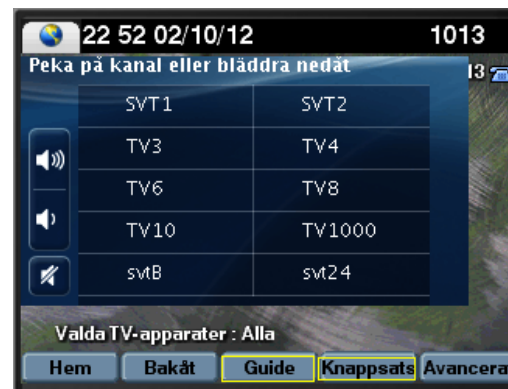 22 52 02/10/12 1013
Peka på kanal eller bläddra nedåt
13
SVT1 SVT2
TV3 TV4
TV6 TV8
TV10 TV1000
svtB svt24
Valda TV-apparater : Alla
Hem Bakåt Guide Knappsats Avancera